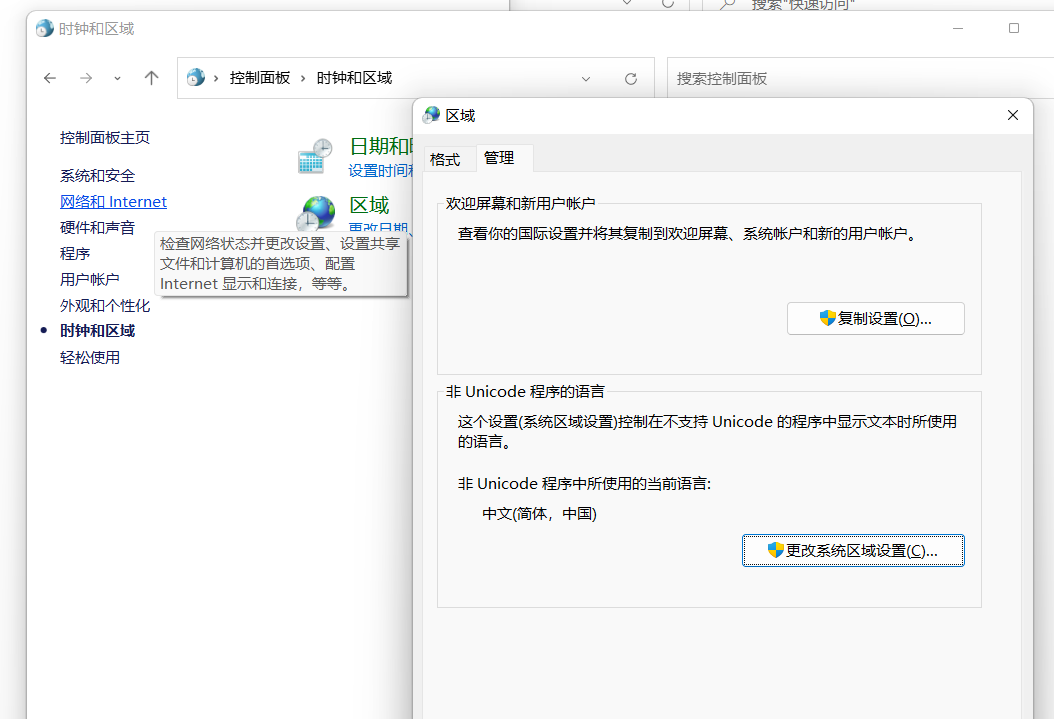 搜索"快速访问"
时钟和区域
控制面板 › 时钟和区域
搜索控制面板
控制面板主页
系统和安全
网络和 Internet
硬件和声音
程序
用户帐户
外观和个性化
时钟和区域
轻松使用
检查网络状态并更改设置、设置共享
文件和计算机的首选项、配置
Internet 显示和连接，等等。
日期和
设置时间
区域
更改日期、
区域
格式
管理
欢迎屏幕和新用户帐户
查看你的国际设置并将其复制到欢迎屏幕、系统帐户和新的用户帐户。
复制设置(O)...
非 Unicode 程序的语言
这个设置(系统区域设置)控制在不支持 Unicode 的程序中显示文本时所使用
的语言。
非 Unicode 程序中所使用的当前语言:
中文(简体，中国)
更改系统区域设置(C)...